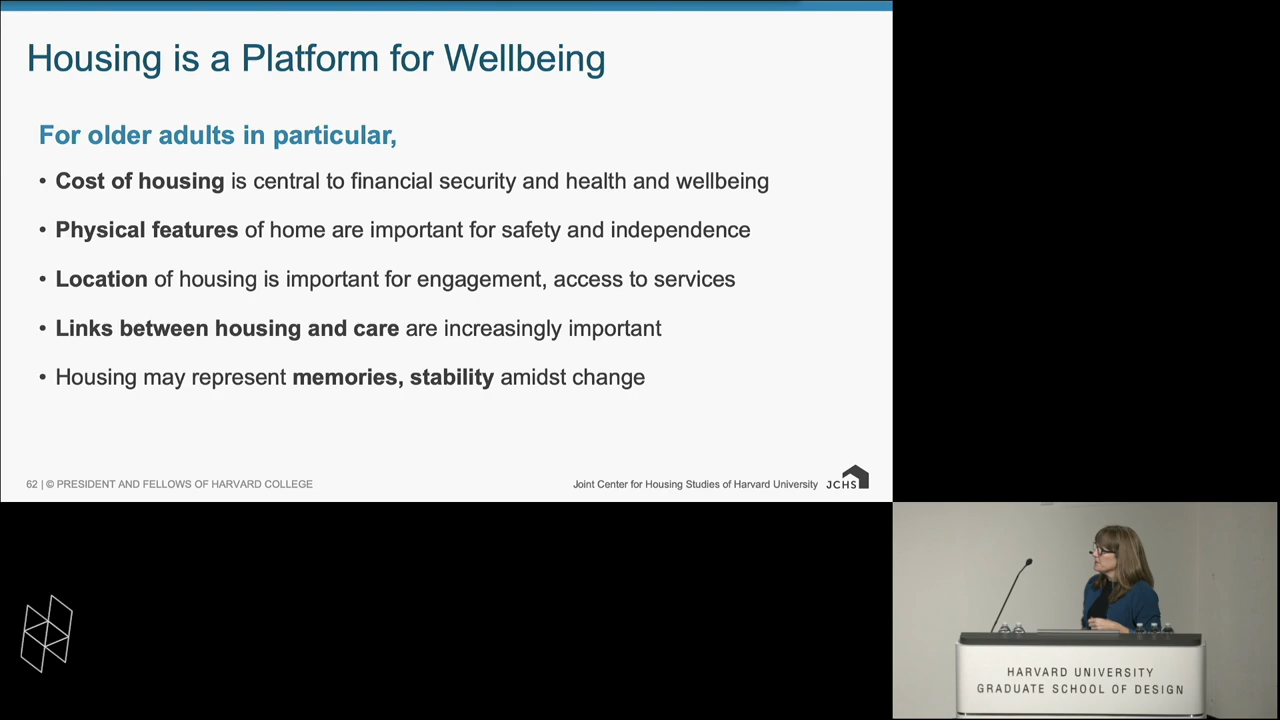 Housing is a Platform for Wellbeing
For older adults in particular,
• Cost of housing is central to financial security and health and wellbeing
• Physical features of home are important for safety and independence
• Location of housing is important for engagement, access to services
• Links between housing and care are increasingly important
• Housing may represent memories, stability amidst change
62 | © PRESIDENT AND FELLOWS OF HARVARD COLLEGE
Joint Center for Housing Studies of Harvard University
JCHS
HARVARD UNIVERSITY
GRADUATE SCHOOL OF DESIGN